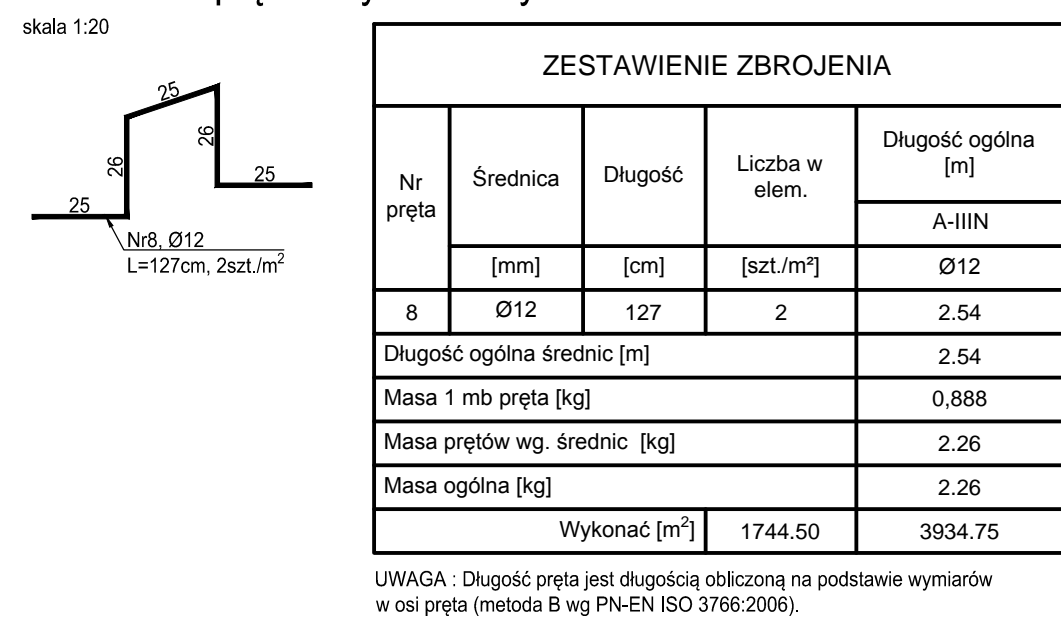 skala 1:20
25
26
26
25
25
Nr8, Ø12
L=127cm, 2szt./m²
ZESTAWIENIE ZBROJENIA
Nr pręta Średnica Długość Liczba w elem. Długość ogólna [m]
A-IIIN
[mm] [cm] [szt./m²] Ø12
8 Ø12 127 2 2.54
Długość ogólna średnic [m] 2.54
Masa 1 mb pręta [kg] 0,888
Masa prętów wg. średnic [kg] 2.26
Masa ogólna [kg] 2.26
Wykonać [m²] 1744.50 3934.75
UWAGA : Długość pręta jest długością obliczoną na podstawie wymiarów
w osi pręta (metoda B wg PN-EN ISO 3766:2006).